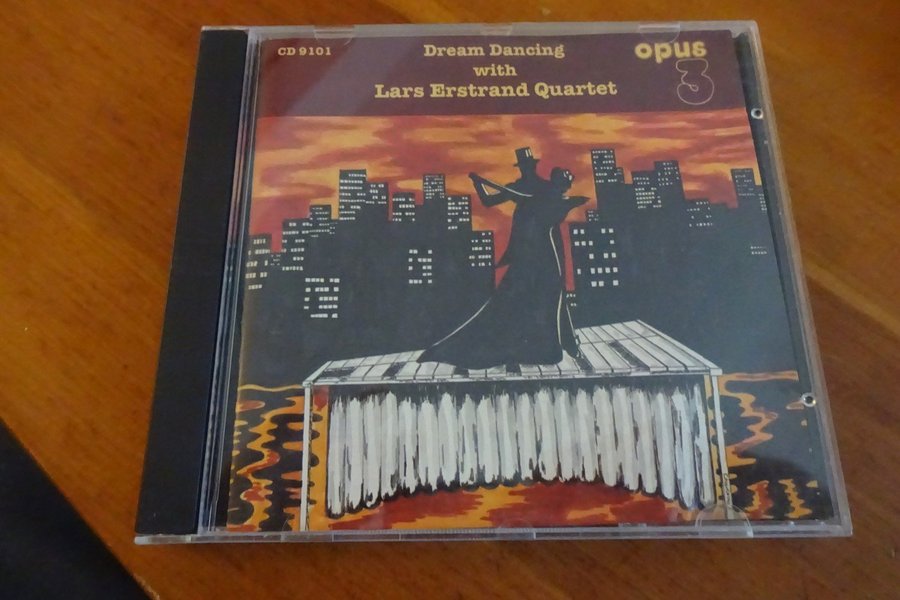 CD 9101
Dream Dancing
with
Lars Erstrand Quartet
opus
3